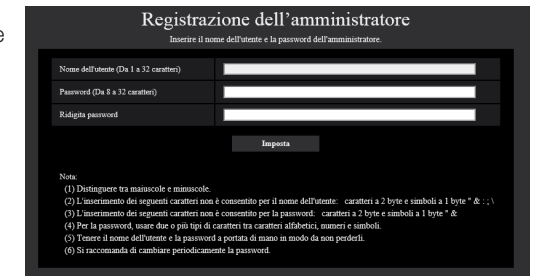 Registrazione dell'amministratore
Inserire il nome dell'utente e la password dell'amministratore.
e
Nome dell'utente (Da 1 a 32 caratteri)
Password (Da 8 a 32 caratteri)
Ridigita password
Imposta
Nota:
(1) Distinguere tra maiuscole e minuscole.
(2) L'inserimento dei seguenti caratteri non è consentito per il nome dell'utente: caratteri a 2 byte e simboli a 1 byte " & : ; \
(3) L'inserimento dei seguenti caratteri non è consentito per la password: caratteri a 2 byte e simboli a 1 byte " &
(4) Per la password, usare due o più tipi di caratteri tra caratteri alfabetici, numeri e simboli.
(5) Tenere il nome dell'utente e la password a portata di mano in modo da non perderli.
(6) Si raccomanda di cambiare periodicamente la password.